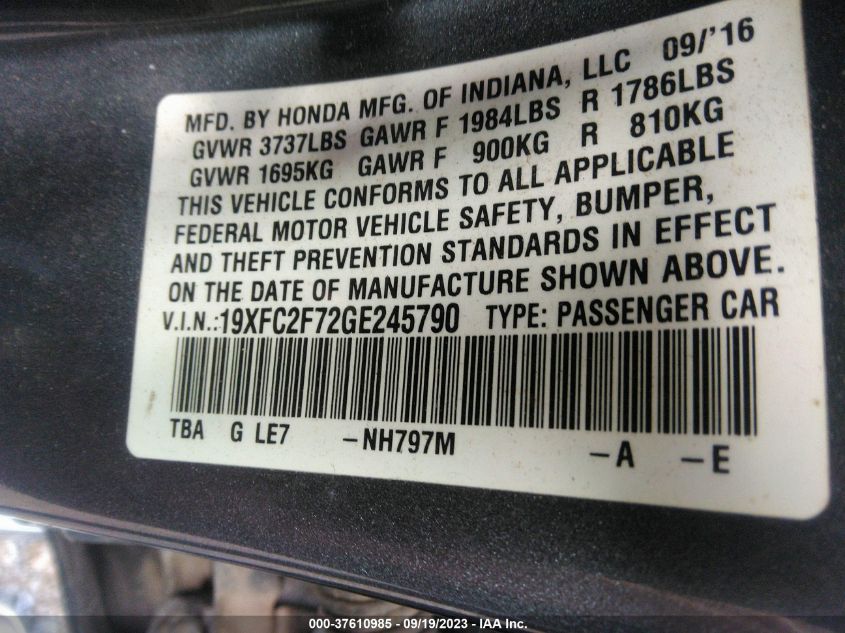 MFD. BY HONDA MFG. OF INDIANA, LLC 09/'16
GVWR 3737LBS GAWR F 1984LBS R 1786LBS
GVWR 1695KG GAWR F 900KG R 810KG
THIS VEHICLE CONFORMS TO ALL APPLICABLE
FEDERAL MOTOR VEHICLE SAFETY, BUMPER,
AND THEFT PREVENTION STANDARDS IN EFFECT
ON THE DATE OF MANUFACTURE SHOWN ABOVE.
V.I.N.:19XFC2F72GE245790 TYPE: PASSENGER CAR
TBA G LE7 -NH797M -A -E
000-37610985 - 09/19/2023 - IAA Inc.